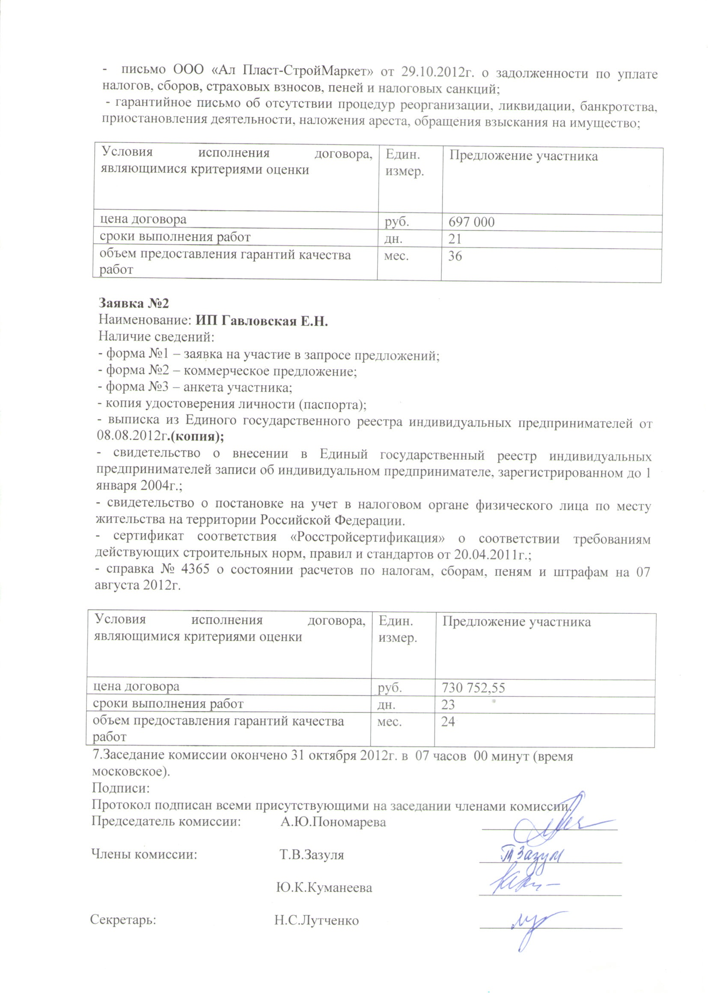 - письмо ООО «Ал Пласт-СтройМаркет» от 29.10.2012г. о задолженности по уплате
налогов, сборов, страховых взносов, пеней и налоговых санкций;
- гарантийное письмо об отсутствии процедур реорганизации, ликвидации, банкротства,
приостановления деятельности, наложения ареста, обращения взыскания на имущество;
Условия исполнения договора, Един. Предложение участника
являющимися критериями оценки измер.
цена договора руб. 697 000
сроки выполнения работ дн. 21
объем предоставления гарантий качества мес. 36
работ
Заявка №2
Наименование: ИП Гавловская Е.Н.
Наличие сведений:
- форма №1 – заявка на участие в запросе предложений;
- форма №2 – коммерческое предложение;
- форма №3 – анкета участника;
- копия удостоверения личности (паспорта);
- выписка из Единого государственного реестра индивидуальных предпринимателей от
08.08.2012г.(копия);
- свидетельство о внесении в Единый государственный реестр индивидуальных
предпринимателей записи об индивидуальном предпринимателе, зарегистрированном до 1
января 2004г.;
- свидетельство о постановке на учет в налоговом органе физического лица по месту
жительства на территории Российской Федерации.
- сертификат соответствия «Росстройсертификация» о соответствии требованиям
действующих строительных норм, правил и стандартов от 20.04.2011г.;
- справка № 4365 о состоянии расчетов по налогам, сборам, пеням и штрафам на 07
августа 2012г.
Условия исполнения договора, Един. Предложение участника
являющимися критериями оценки измер.
цена договора руб. 730 752,55
сроки выполнения работ дн. 23
объем предоставления гарантий качества мес. 24
работ
7.Заседание комиссии окончено 31 октября 2012г. в 07 часов 00 минут (время
московское).
Подписи:
Протокол подписан всеми присутствующими на заседании членами комиссии.
Председатель комиссии: А.Ю.Пономарева
Члены комиссии: Т.В.Зазуля
Ю.К.Куманеева
Секретарь: Н.С.Лутченко